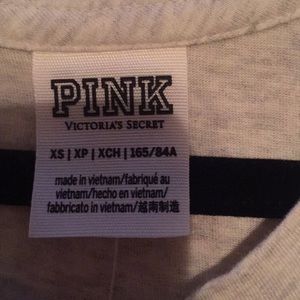 PINK
VICTORIA'S SECRET
XS | XP | XCH | 165/84A
made in vietnam/fabriqué au
vietnam/hecho en vietnam/
fabbricato in vietnam/越南制造